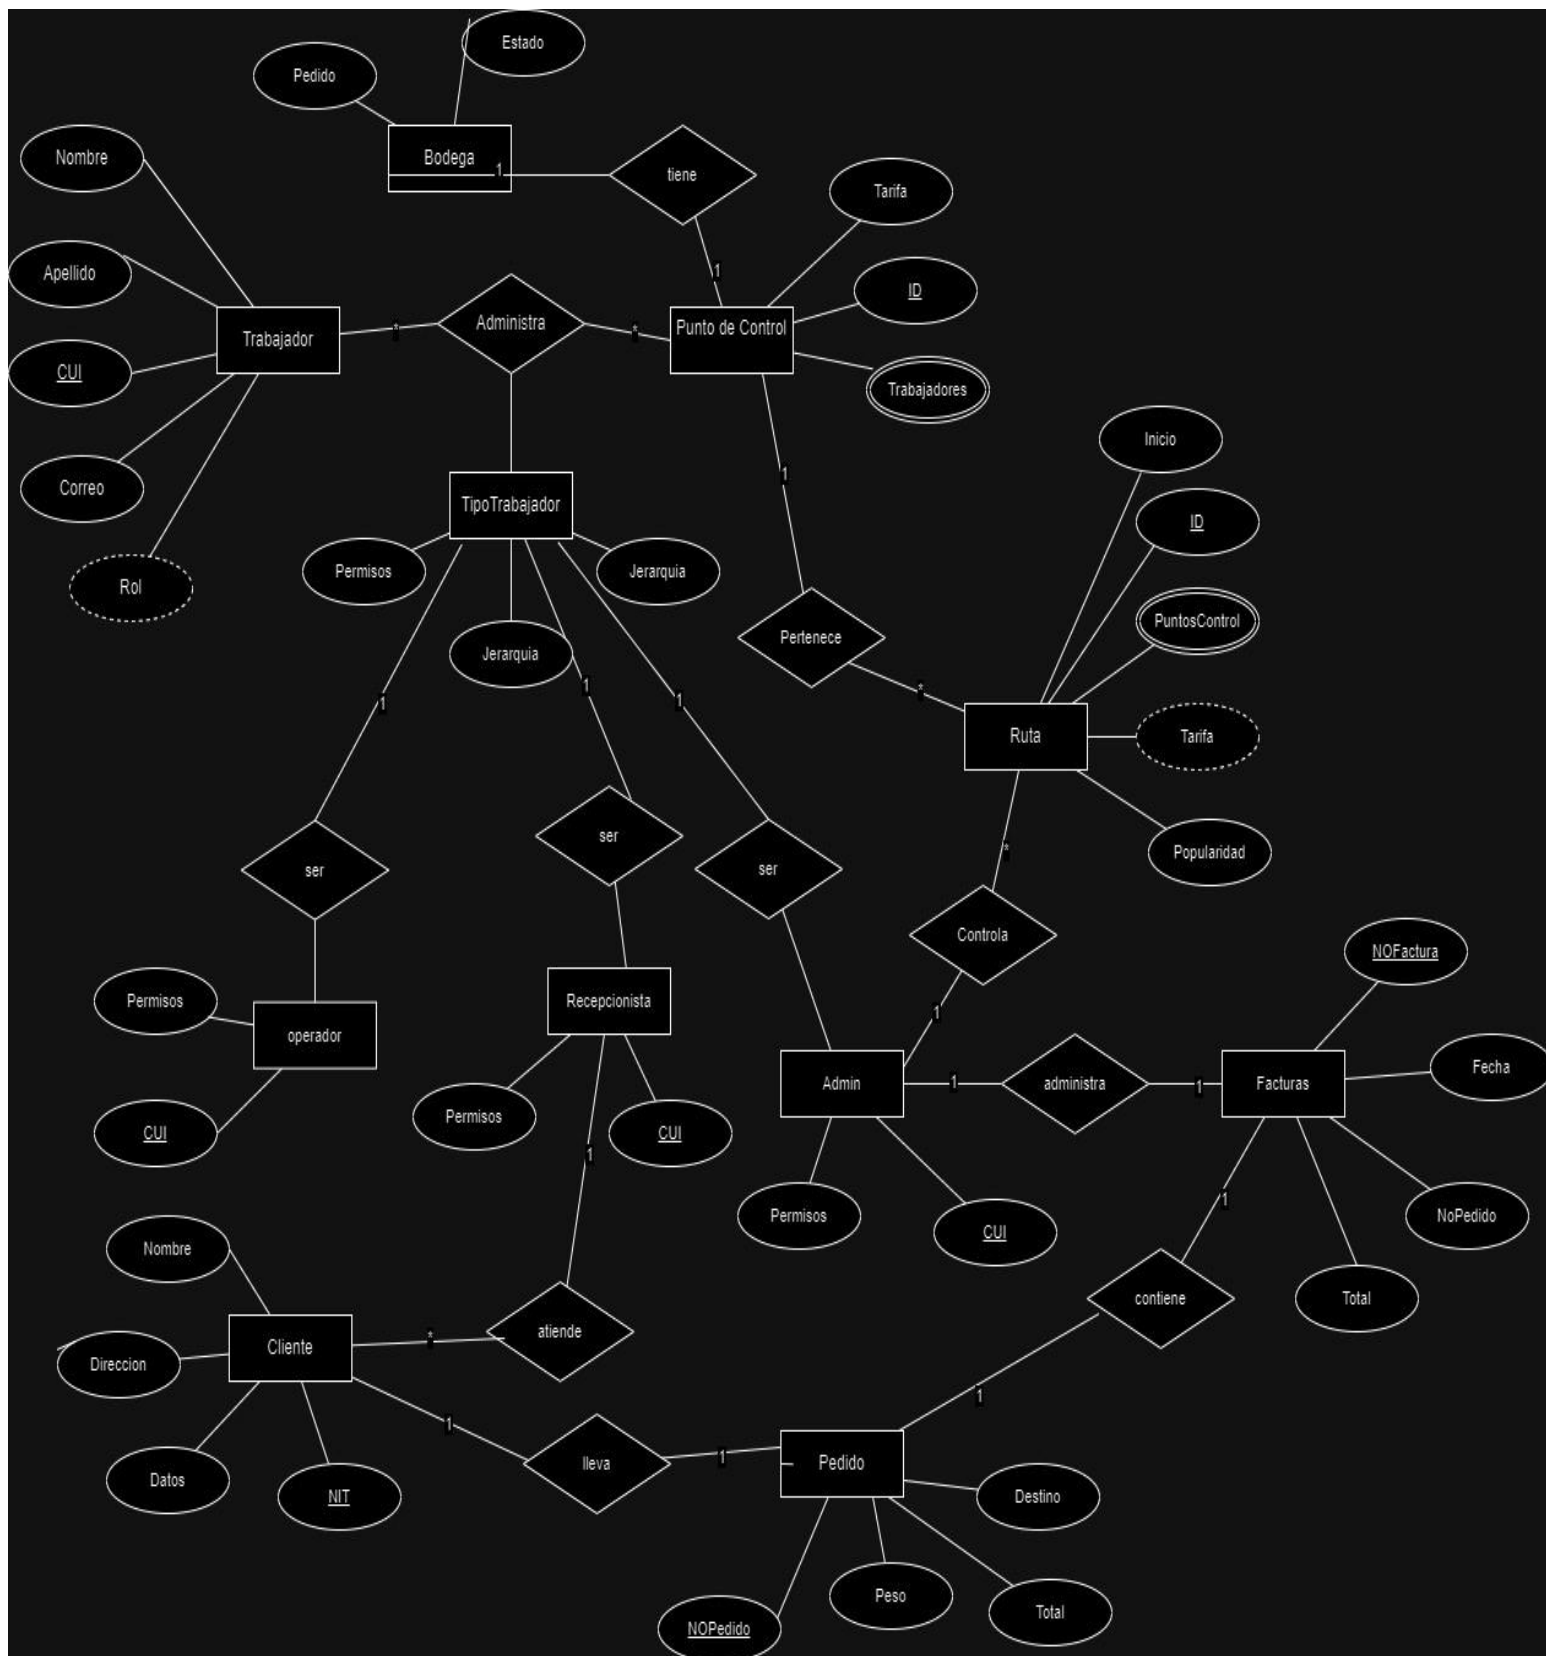 Estado
Pedido
Bodega
1
Nombre
tiene
Tarifa
Apellido
1
ID
Administra
Punto de Control
Trabajador
*
*
CUI
Trabajadores
Inicio
1
Correo
TipoTrabajador
ID
Permisos
Jerarquia
Rol
PuntosControl
Jerarquia
Pertenece
1
*
1
1
Ruta
Tarifa
ser
*
Popularidad
ser
ser
Controla
NOFactura
Permisos
Recepcionista
1
operador
Fecha
Admin
1
administra
1
Facturas
Permisos
CUI
CUI
1
1
Permisos
NoPedido
CUI
Nombre
contiene
Total
atiende
*
Cliente
Direccion
1
1
lleva
1
Pedido
Datos
NIT
Destino
Peso
Total
NOPedido